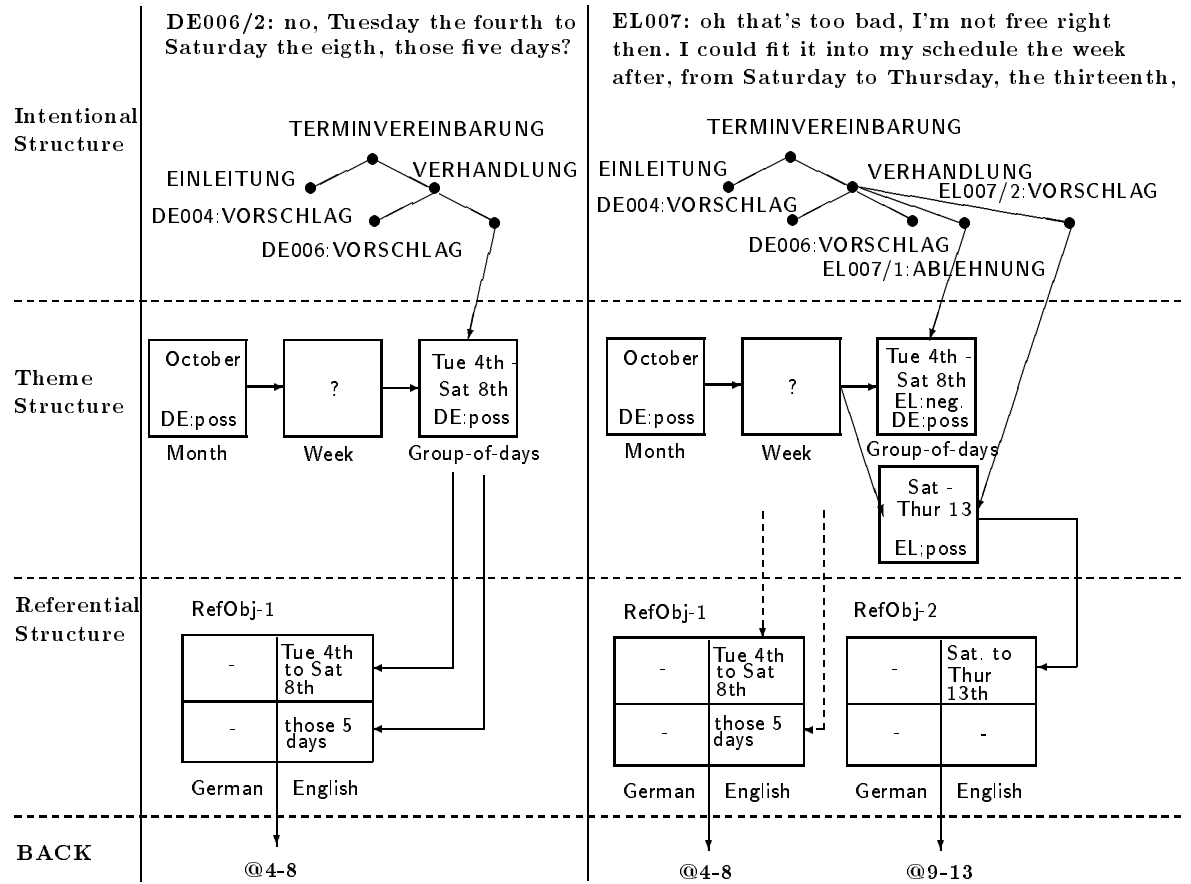 DE006/2: no, Tuesday the fourth to
Saturday the eigth, those five days?
EL007: oh that's too bad, I'm not free right
then. I could fit it into my schedule the week
after, from Saturday to Thursday, the thirteenth,
Intentional
Structure
TERMINVEREINBARUNG
EINLEITUNG
VERHANDLUNG
DE004:VORSCHLAG
DE006:VORSCHLAG
TERMINVEREINBARUNG
EINLEITUNG
VERHANDLUNG
EL007/2:VORSCHLAG
DE004:VORSCHLAG
DE006:VORSCHLAG
EL007/1:ABLEHNUNG
Theme
Structure
October
DE:poss
Month
?
Week
Tue 4th -
Sat 8th
DE:poss
Group-of-days
October
DE:poss
Month
?
Week
Tue 4th -
Sat 8th
EL:neg.
DE:poss
Group-of-days
Sat -
Thur 13
EL:poss
Referential
Structure
RefObj-1
-
Tue 4th
to Sat
8th
-
those 5
days
German
English
RefObj-1
-
Tue 4th
to Sat
8th
-
those 5
days
German
English
RefObj-2
-
Sat. to
Thur
13th
-
-
German
English
BACK
@4-8
@4-8
@9-13